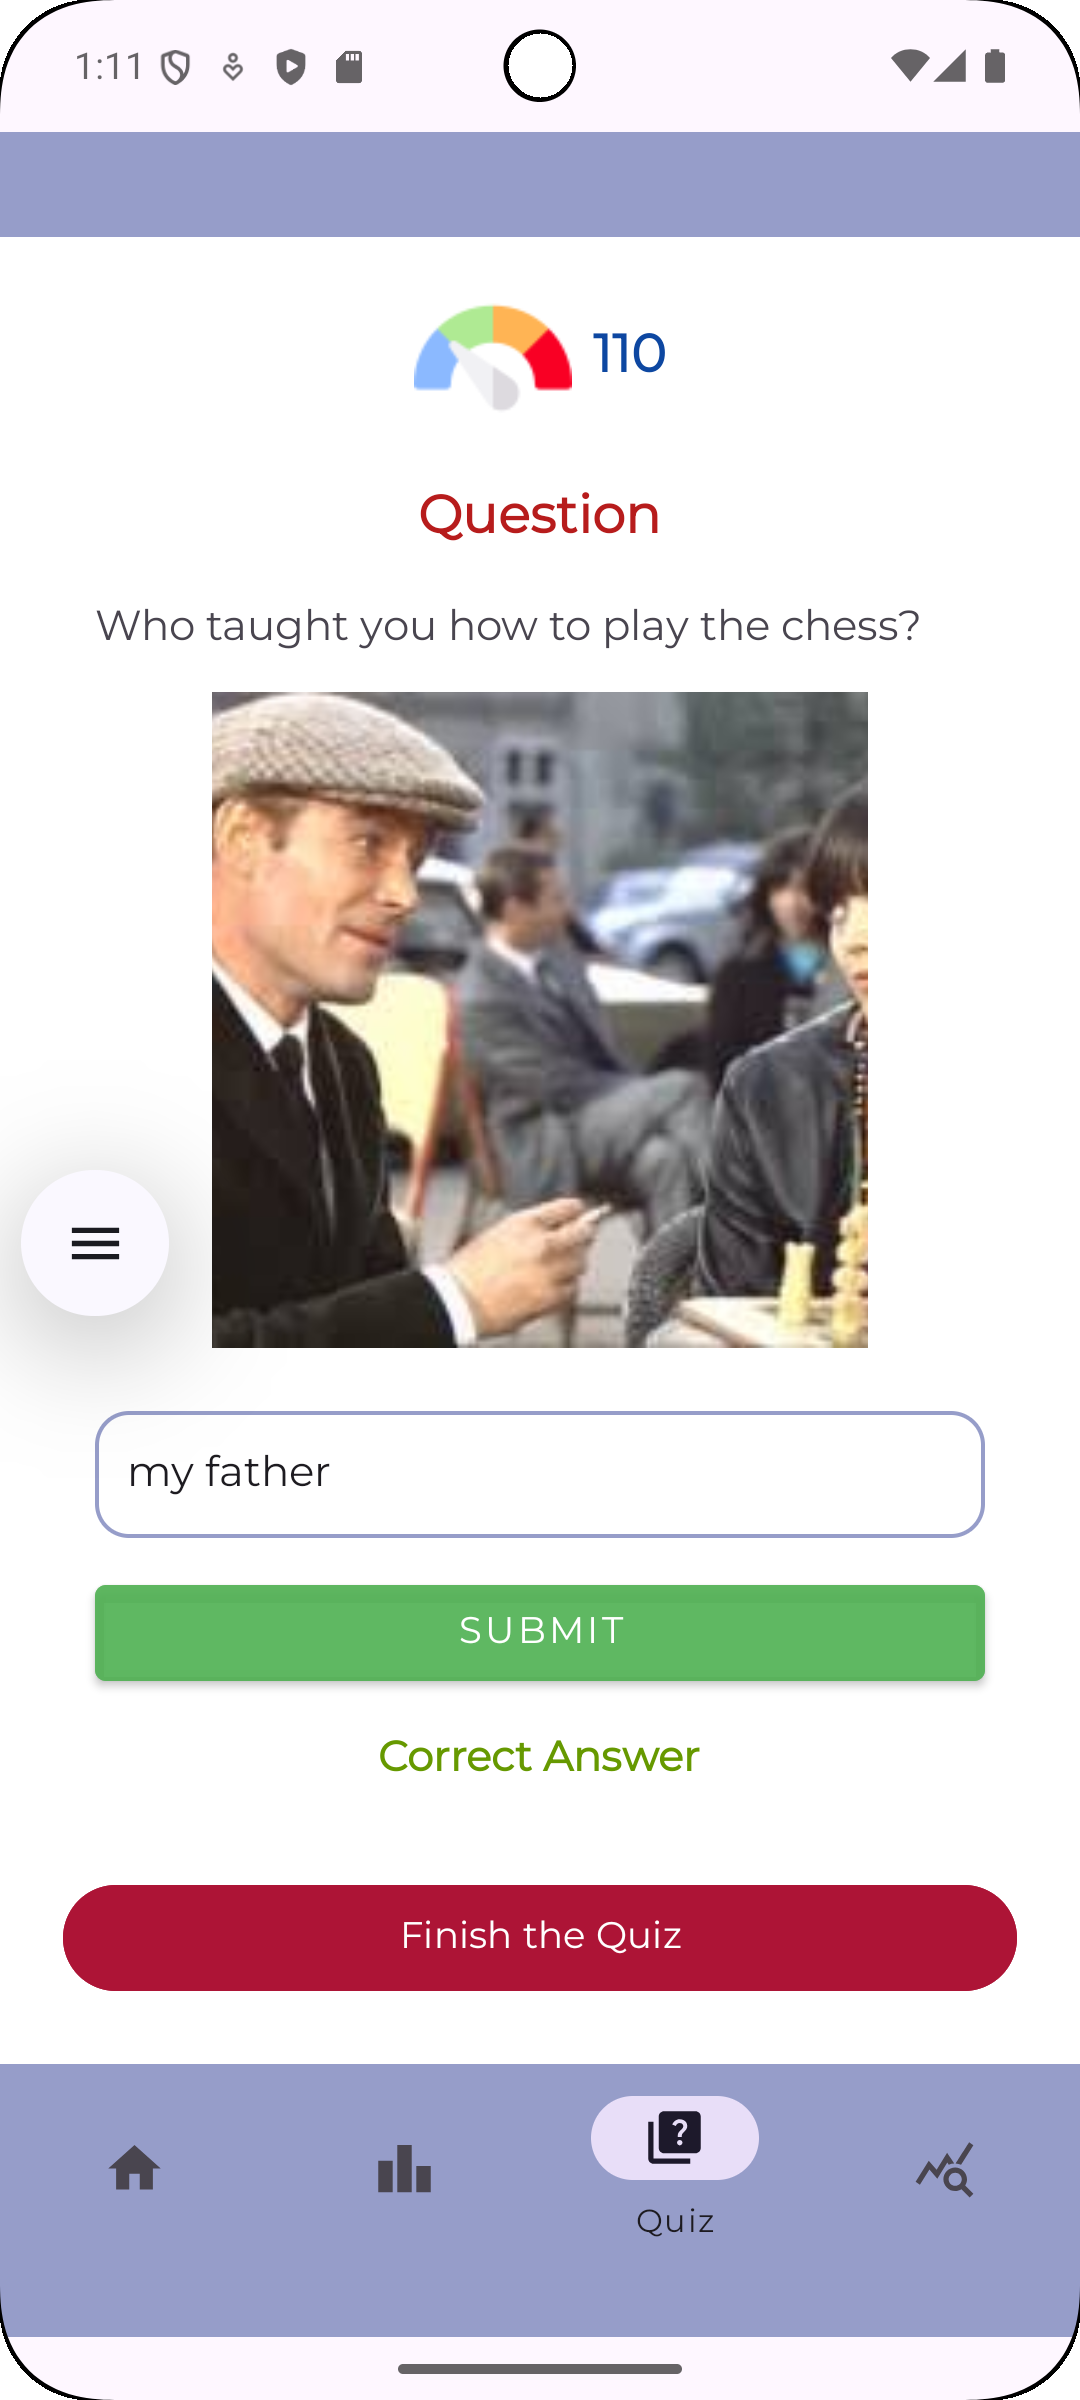 1:11
110
Question
Who taught you how to play the chess?
my father
SUBMIT
Correct Answer
Finish the Quiz
?
Quiz